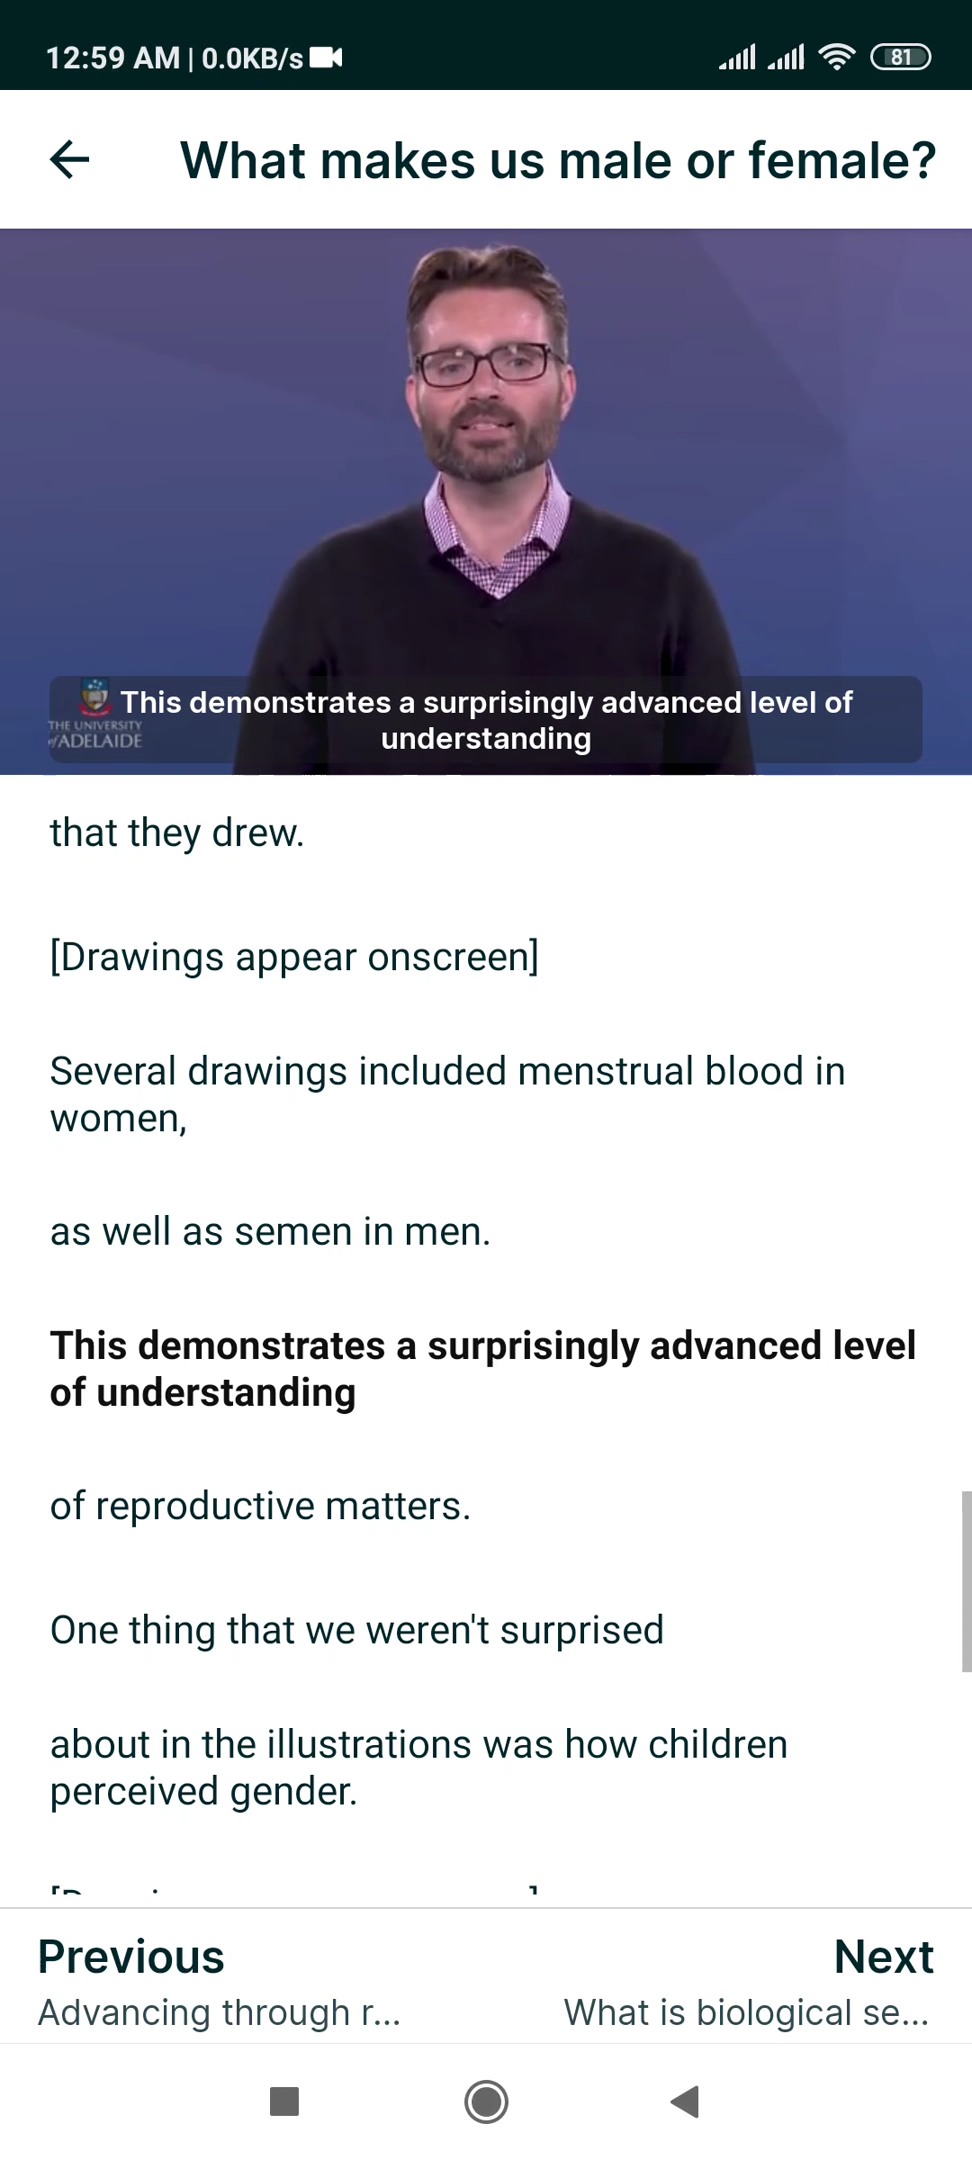 12:59 AM | 0.0KB/s
81
What makes us male or female?
This demonstrates a surprisingly advanced level of
understanding
THE UNIVERSITY
of ADELAIDE
that they drew.
[Drawings appear onscreen]
Several drawings included menstrual blood in
women,
as well as semen in men.
This demonstrates a surprisingly advanced level
of understanding
of reproductive matters.
One thing that we weren't surprised
about in the illustrations was how children
perceived gender.
Previous
Next
Advancing through r...
What is biological se...